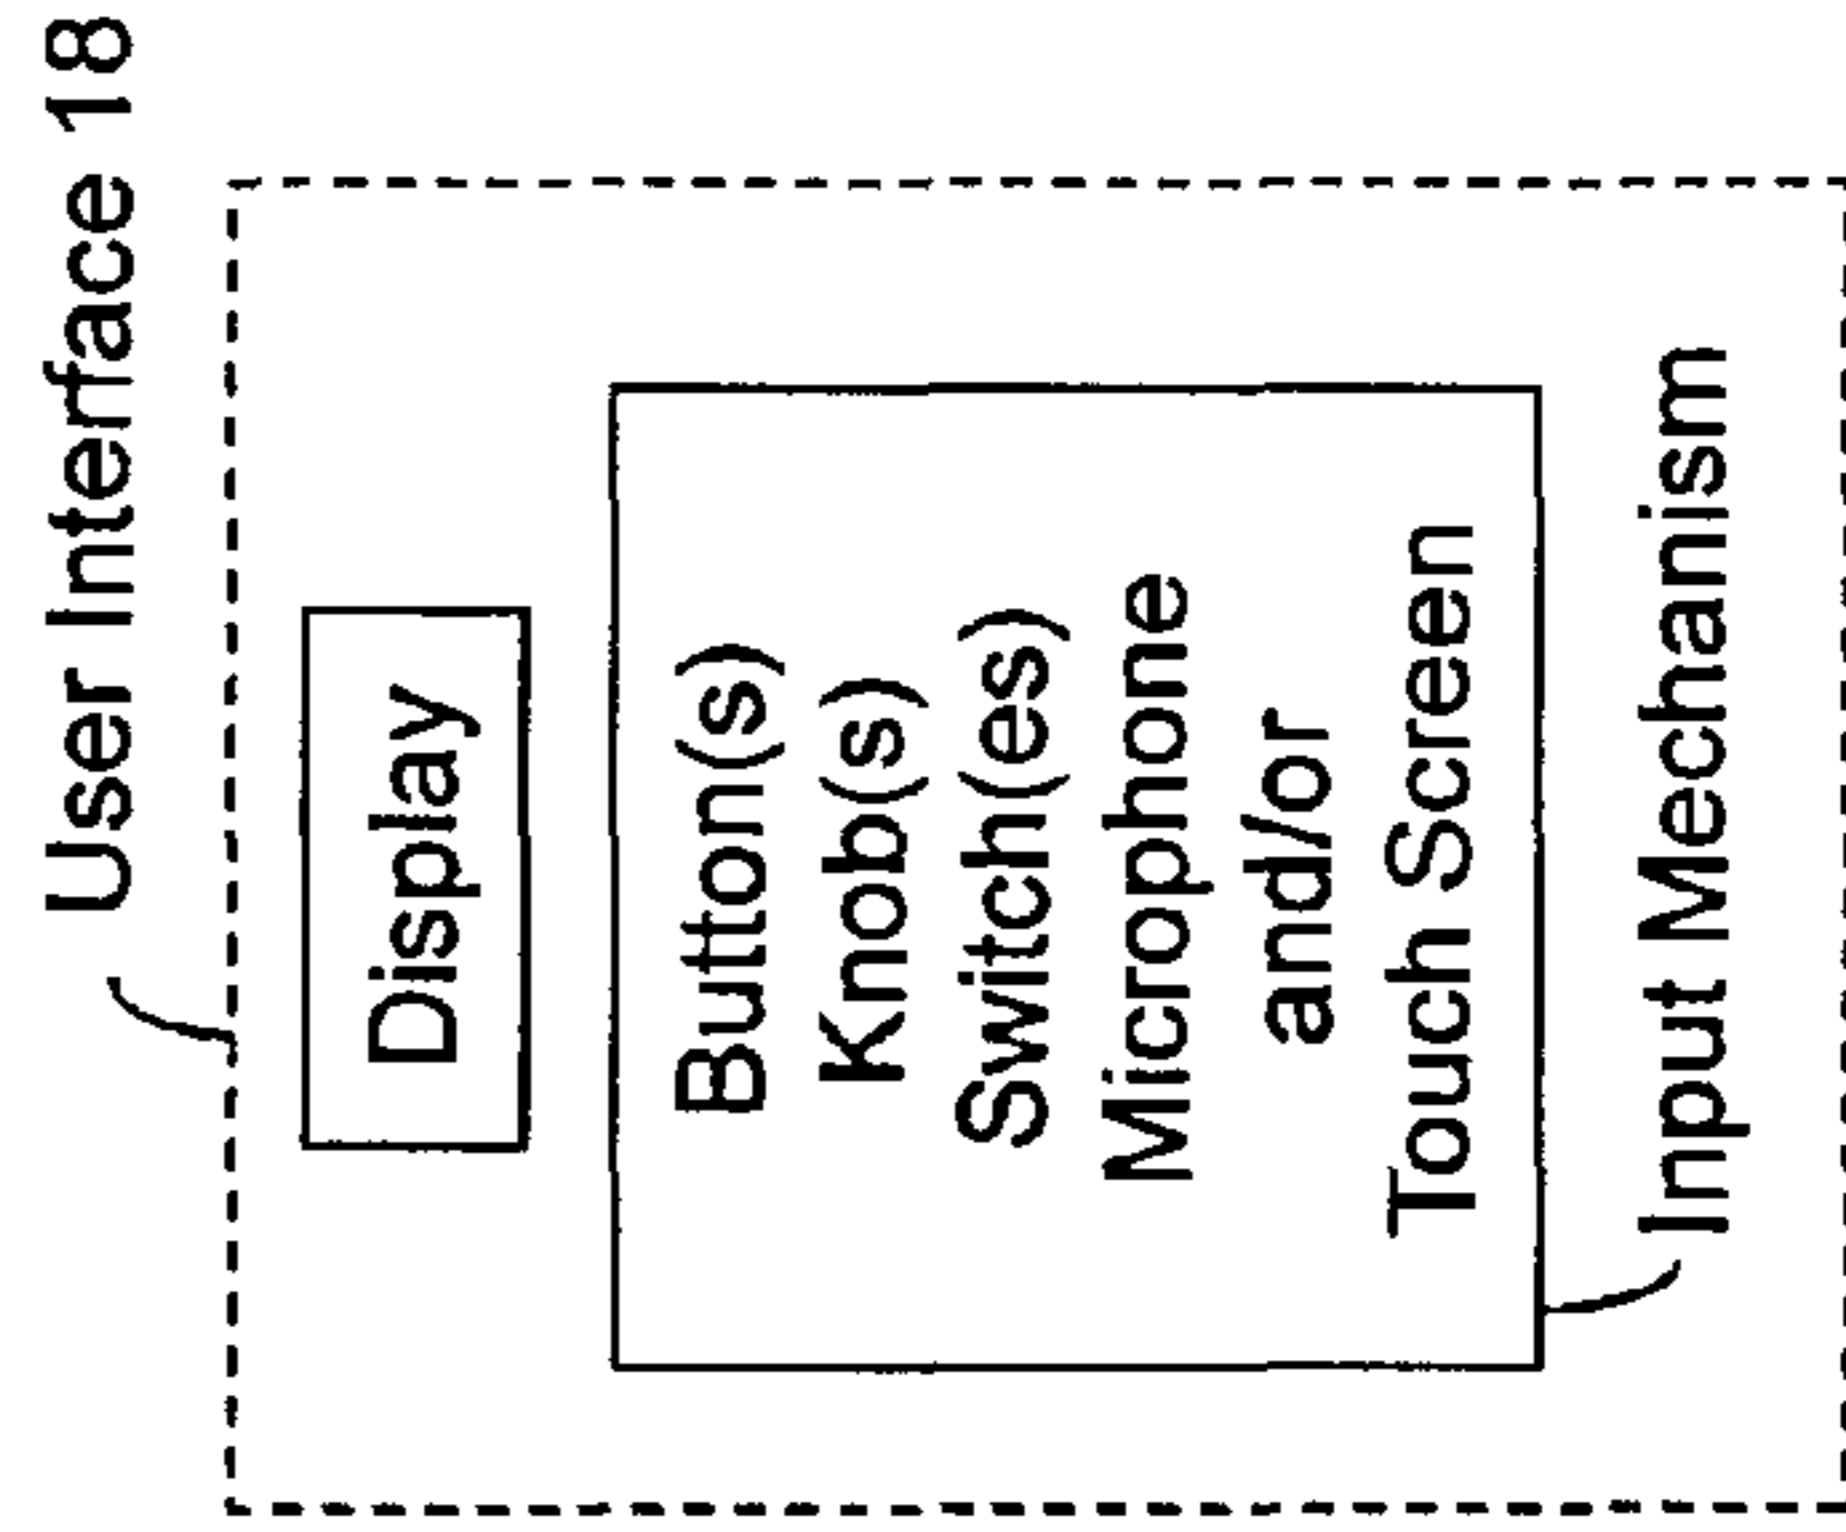 User Interface 18
Display
Button(s)
Knob(s)
Switch(es)
Microphone
and/or
Touch Screen
Input Mechanism